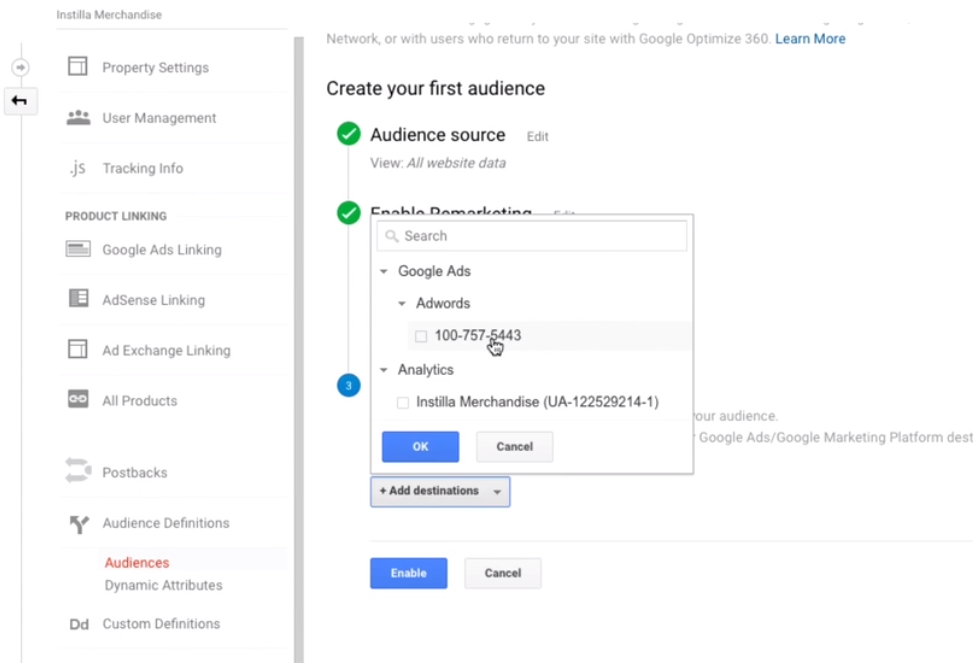 Instilla Merchandise
Network, or with users who return to your site with Google Optimize 360. Learn More
Property Settings
User Management
.js Tracking Info
PRODUCT LINKING
Google Ads Linking
AdSense Linking
Ad Exchange Linking
All Products
Postbacks
Audience Definitions
Audiences
Dynamic Attributes
Dd Custom Definitions
Create your first audience
Audience source Edit
View: All website data
Enable Remarketing Edit
Search
Google Ads
Adwords
100-757-5443
Analytics
Instilla Merchandise (UA-122529214-1)
OK Cancel
3
your audience.
Google Ads/Google Marketing Platform dest
+ Add destinations
Enable Cancel